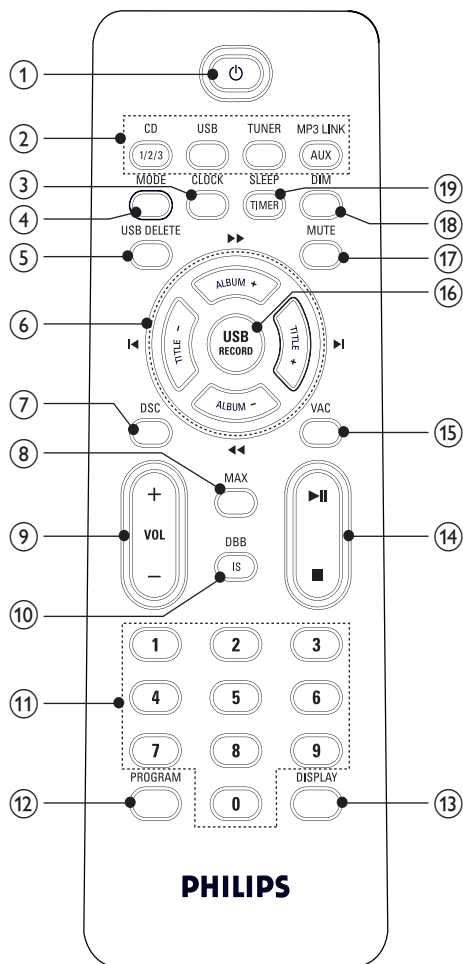 ①
② CD USB TUNER MP3 LINK
1/2/3 AUX
③ MODE CLOCK SLEEP DIM ⑲
④ TIMER ⑱
⑤ USB DELETE MUTE ⑰
ALBUM + ⑯
⑥ TITLE − USB RECORD TITLE +
ALBUM −
⑦ DSC VAC ⑮
⑧ MAX
+
⑨ VOL ⑭
−
DBB
⑩ IS
1 2 3
⑪ 4 5 6
7 8 9
⑫ PROGRAM DISPLAY ⑬
0
PHILIPS